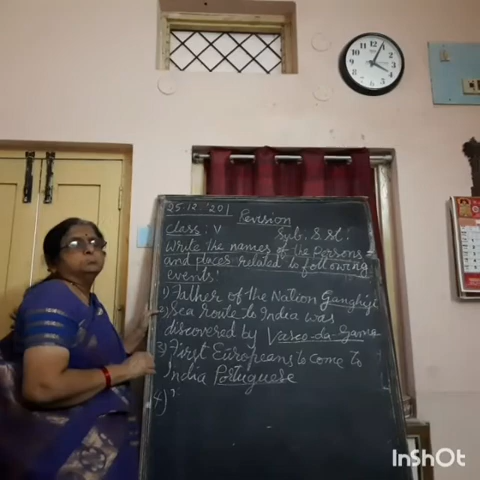 25.12.'20
Revision
Class: V Sub. S.st:
Write the names of the Persons
and places related to following
events:
1) Father of the Nation Ganghiji
2) Sea route to India was
discovered by Vasco-da-Gama
3) First Europeans to come to
India Portuguese
4)
InShOt